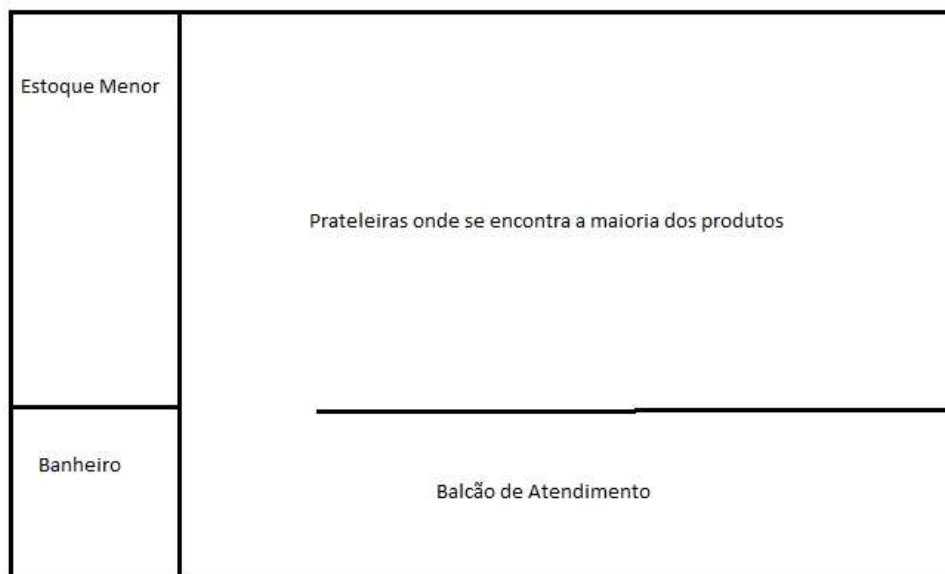 Estoque Menor
Prateleiras onde se encontra a maioria dos produtos
Banheiro
Balcão de Atendimento